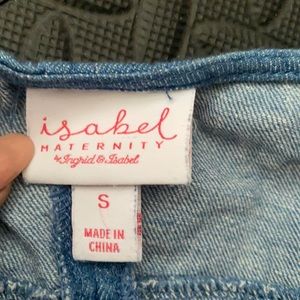 isabel
MATERNITY
by Ingrid & Isabel
S
MADE IN
CHINA